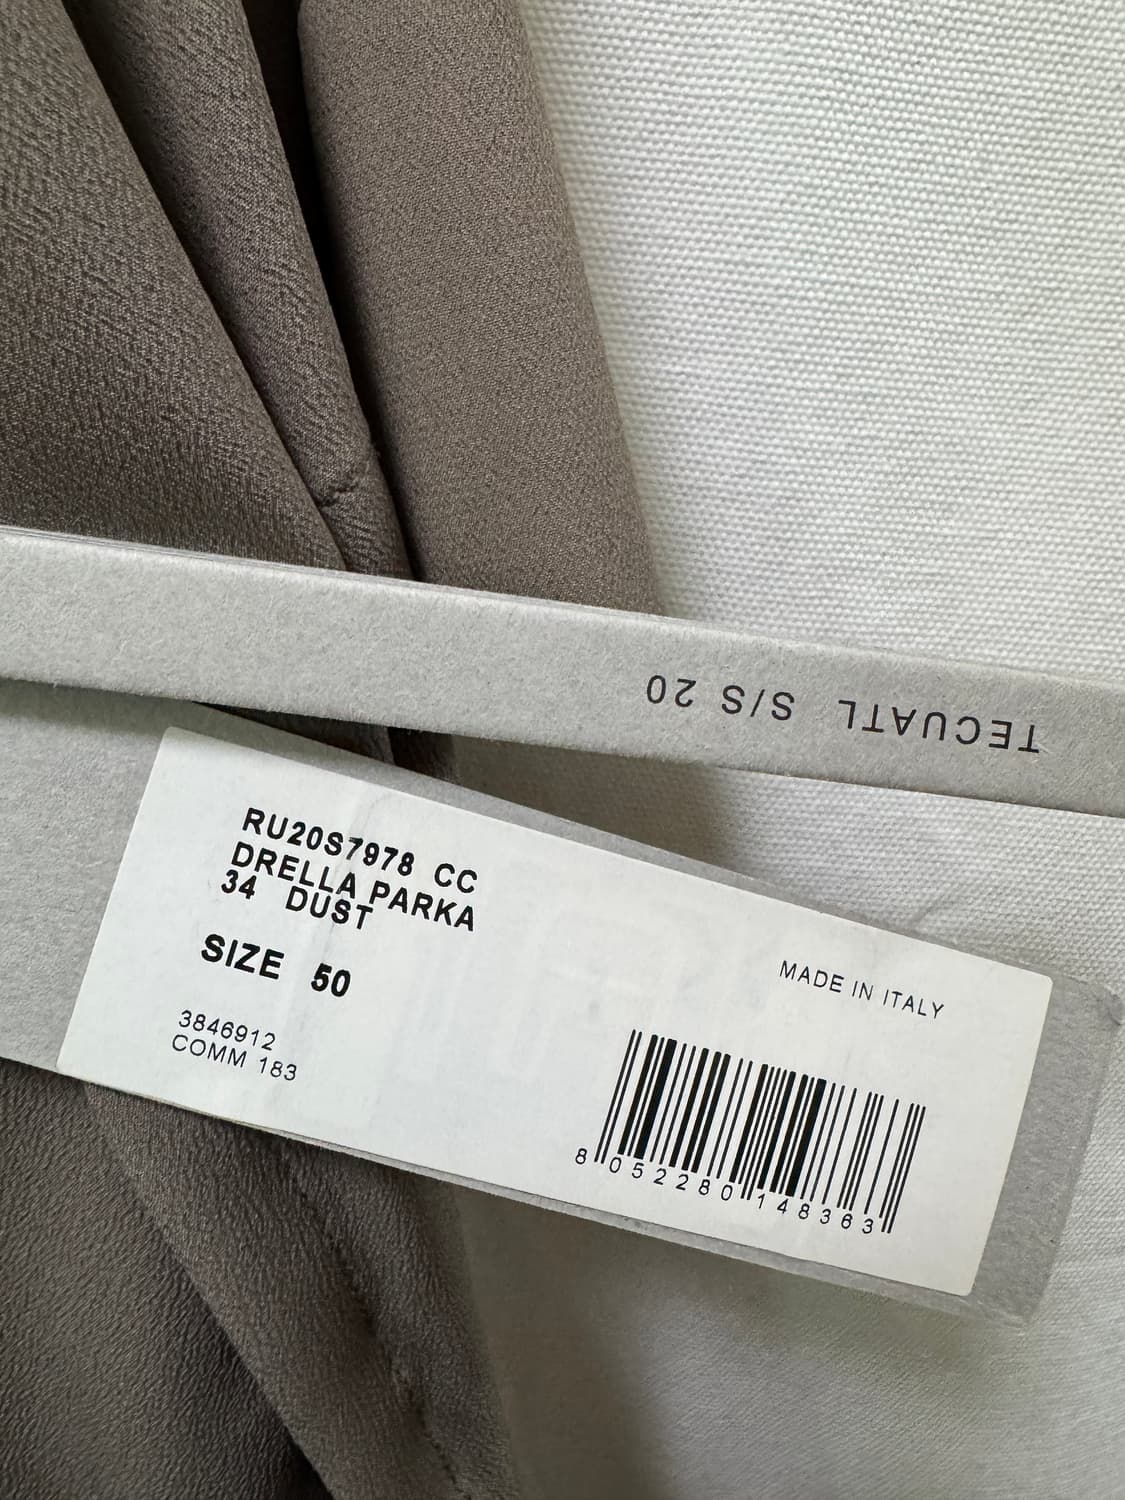 TECUATL S/S 20
RU20S7978 CC
DRELLA PARKA
34 DUST
SIZE 50
3846912
COMM 183
MADE IN ITALY
8 052280 148363